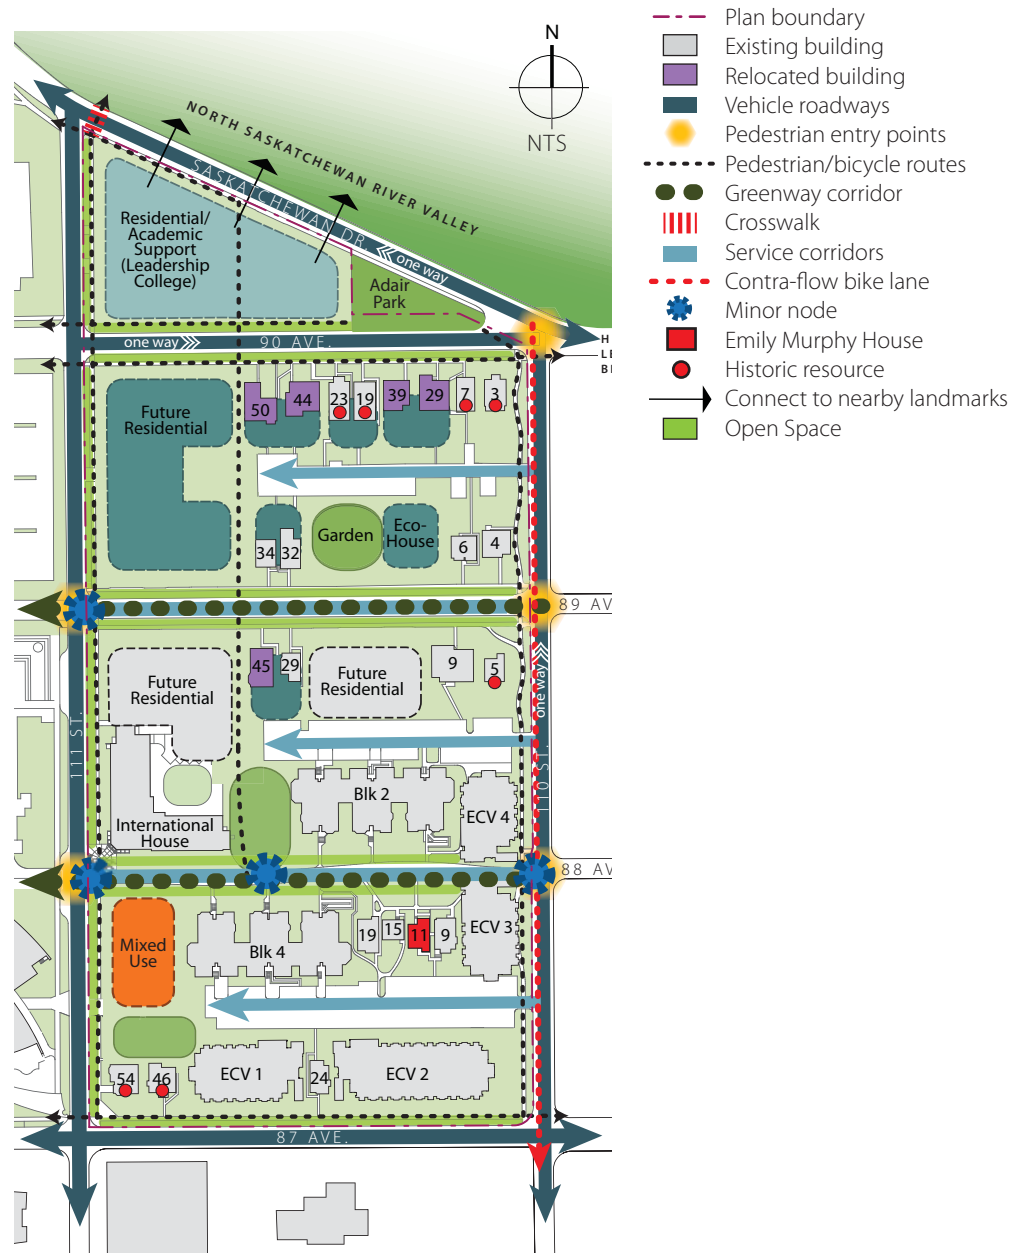 Plan boundary
Existing building
Relocated building
Vehicle roadways
Pedestrian entry points
Pedestrian/bicycle routes
Greenway corridor
Crosswalk
Service corridors
Contra-flow bike lane
Minor node
Emily Murphy House
Historic resource
Connect to nearby landmarks
Open Space
N
NTS
NORTH SASKATCHEWAN RIVER VALLEY
SASKATCHEWAN DR.
one way
Residential/
Academic
Support
(Leadership
College)
Adair
Park
one way
90 AVE.
H
LE
BI
Future
Residential
50
44
23
19
39
29
7
3
34
32
Garden
Eco-
House
6
4
89 AV
Future
Residential
45
29
Future
Residential
9
5
one way
111 ST.
110 ST.
International
House
Blk 2
ECV 4
88 AV
Mixed
Use
Blk 4
19
15
11
9
ECV 3
54
46
ECV 1
24
ECV 2
87 AVE.